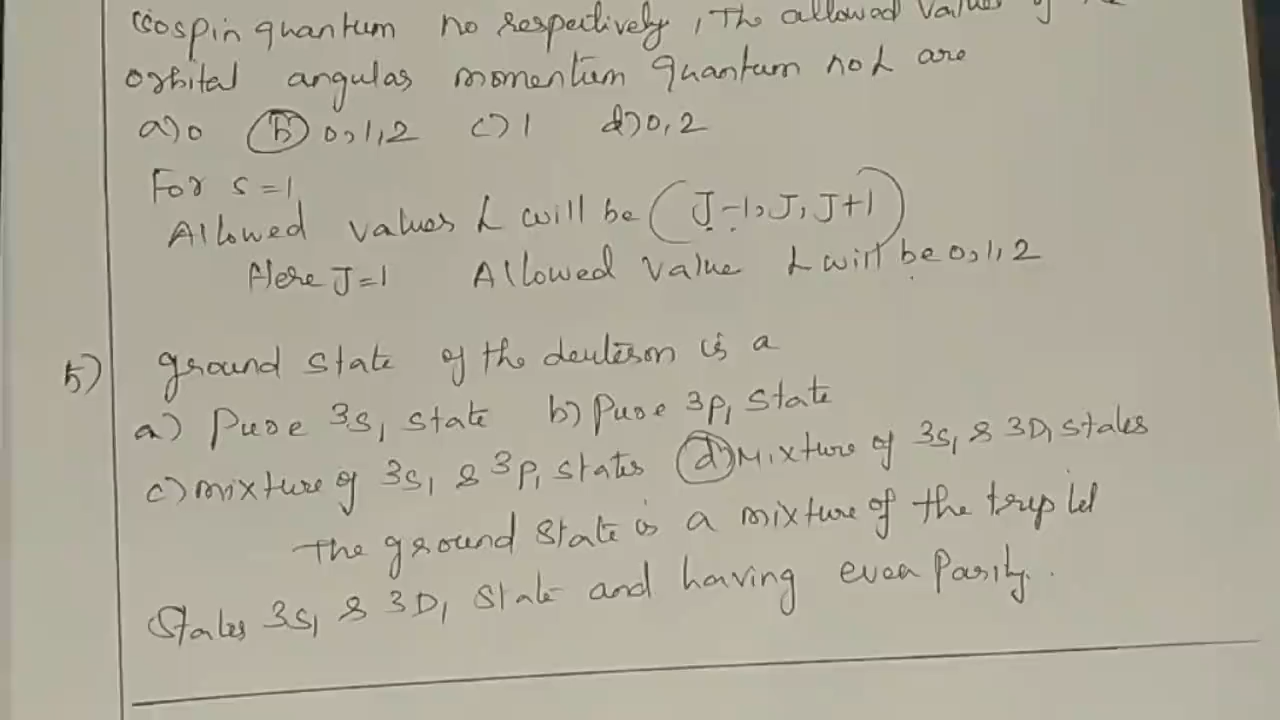 isospin quantum no respectively, The allowed values of
orbital angular momentum quantum no L are
a) 0 b) 0,1,2 c) 1 d) 0,2
For s=1
Allowed values L will be (J-1, J, J+1)
Here J=1 Allowed value L will be 0,1,2
5) ground state of the deuteron is a
a) Pure 3s1 state b) pure 3p1 state
c) mixture of 3s1 & 3p1 states d) Mixture of 3s1 & 3D1 states
The ground state is a mixture of the triplet
States 3s1 & 3D1 state and having even Parity.